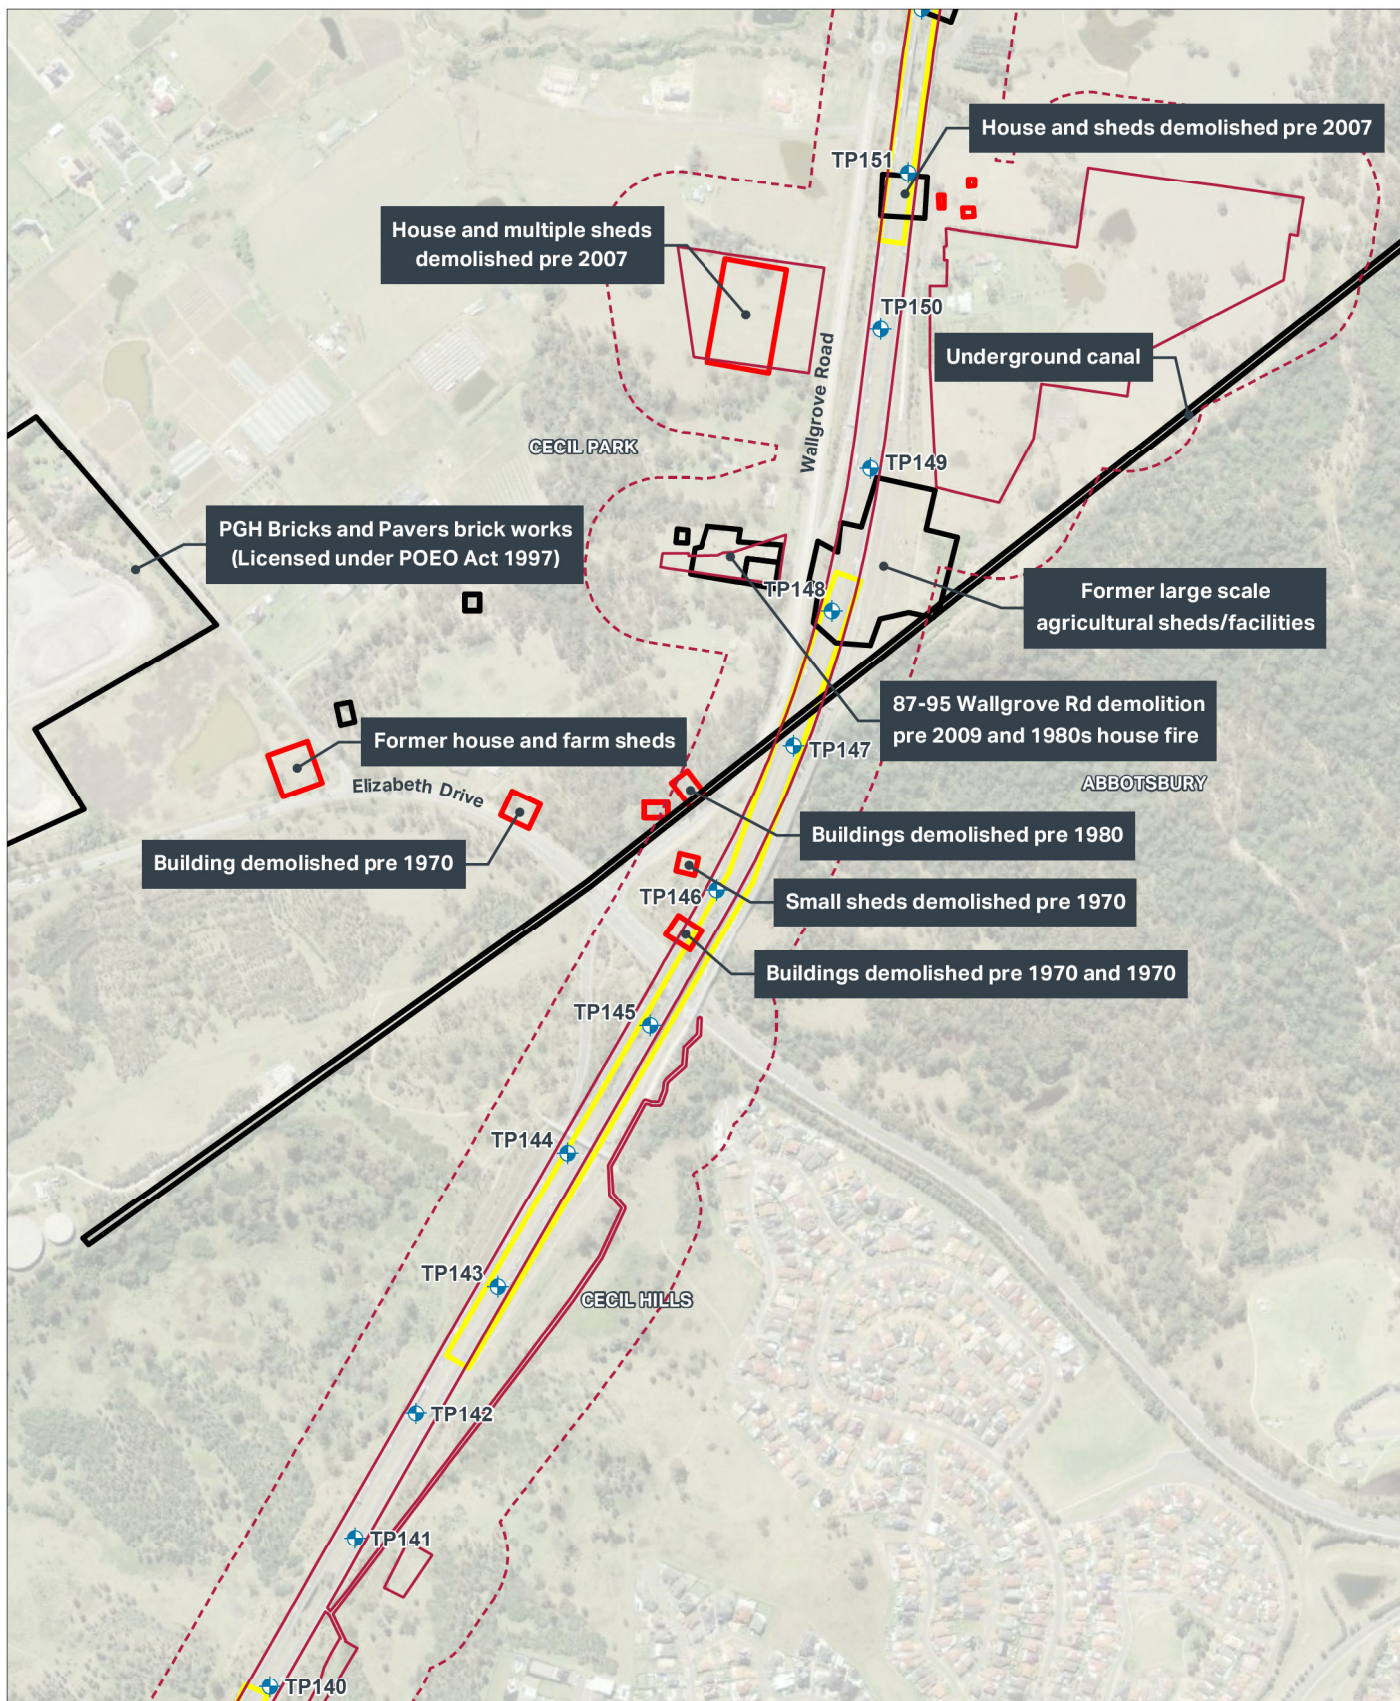 House and sheds demolished pre 2007
TP151
House and multiple sheds
demolished pre 2007
TP150
Underground canal
Wallgrove Road
CECIL PARK
TP149
PGH Bricks and Pavers brick works
(Licensed under POEO Act 1997)
TP148
Former large scale
agricultural sheds/facilities
87-95 Wallgrove Rd demolition
pre 2009 and 1980s house fire
Former house and farm sheds
TP147
ABBOTSBURY
Elizabeth Drive
Buildings demolished pre 1980
Building demolished pre 1970
TP146
Small sheds demolished pre 1970
Buildings demolished pre 1970 and 1970
TP145
TP144
TP143
CECIL HILLS
TP142
TP141
TP140